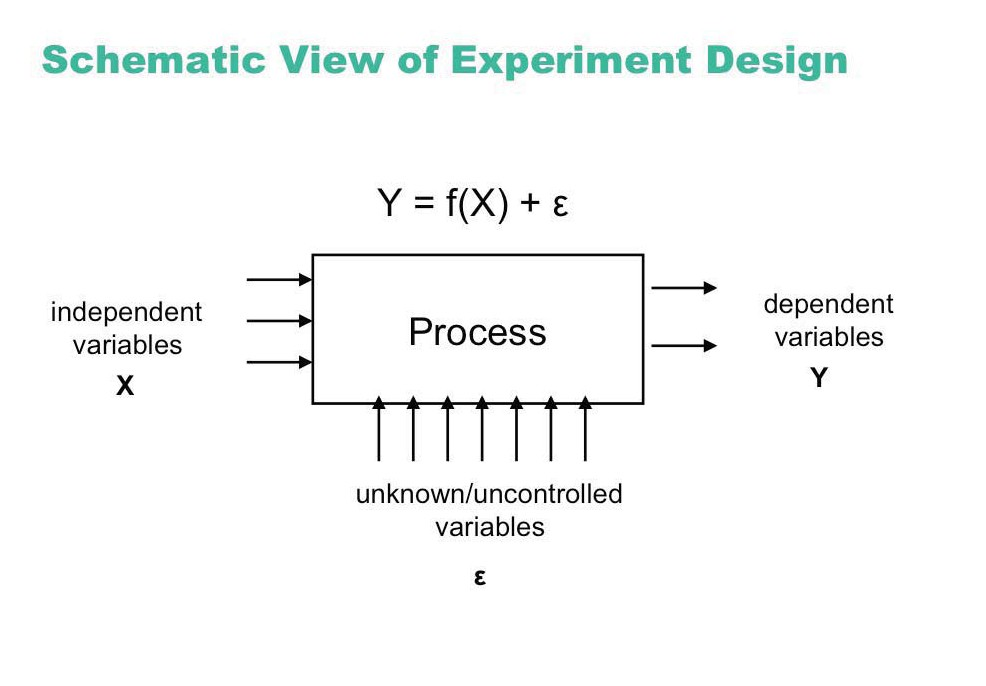 Schematic View of Experiment Design
Y = f(X) + ε
independent
variables
X
Process
dependent
variables
Y
unknown/uncontrolled
variables
ε